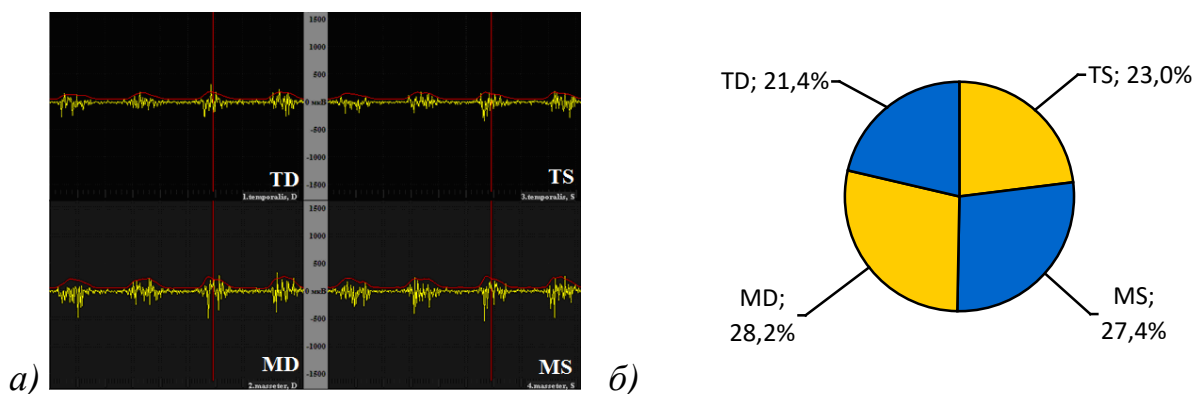 1500
1000
500
0 мкВ
-500
-1000
-1500
TD
1.temporalis, D
TS
3.temporalis, S
1500
1000
500
0 мкВ
-500
-1000
-1500
MD
2.masseter, D
MS
4.masseter, S
а)
TD; 21,4%
TS; 23,0%
MD;
28,2%
MS;
27,4%
б)